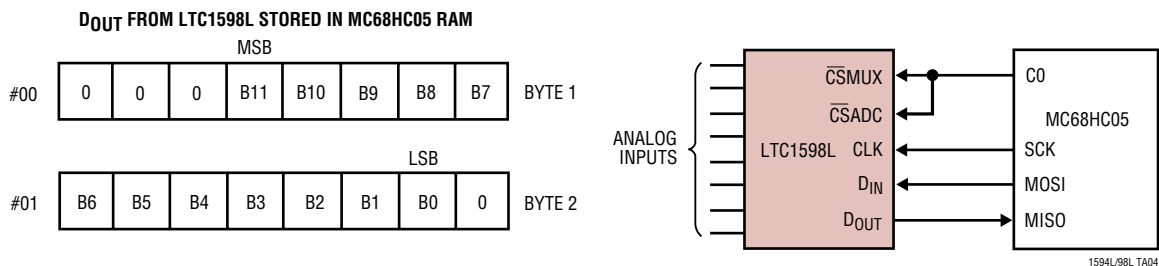 DOUT FROM LTC1598L STORED IN MC68HC05 RAM
MSB
#00 0 0 0 B11 B10 B9 B8 B7 BYTE 1
LSB
#01 B6 B5 B4 B3 B2 B1 B0 0 BYTE 2
ANALOG
INPUTS
LTC1598L
C̅S̅MUX
C̅S̅ADC
CLK
DIN
DOUT
C0
MC68HC05
SCK
MOSI
MISO
1594L/98L TA04